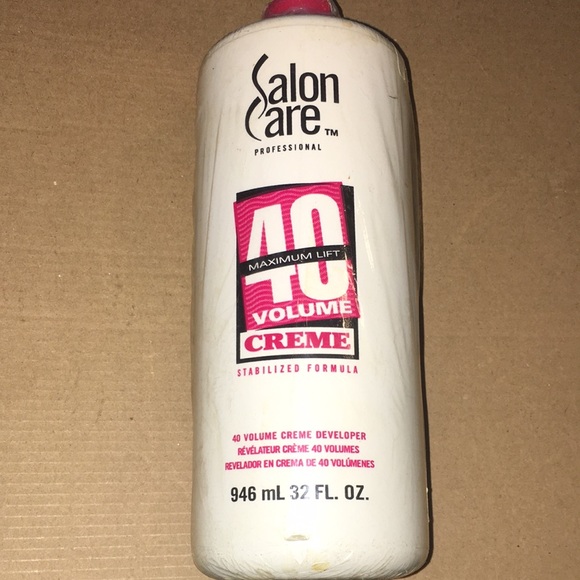 Salon
Care™
PROFESSIONAL
40
MAXIMUM LIFT
VOLUME
CREME
STABILIZED FORMULA
40 VOLUME CREME DEVELOPER
RÉVÉLATEUR CRÈME 40 VOLUMES
REVELADOR EN CREMA DE 40 VOLÚMENES
946 mL 32 FL. OZ.